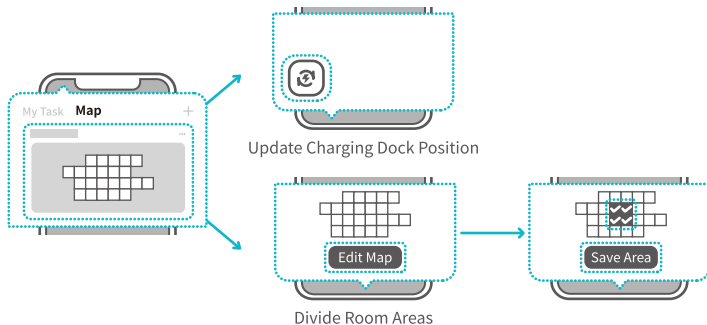 My Task Map +
Update Charging Dock Position
Edit Map
Save Area
Divide Room Areas